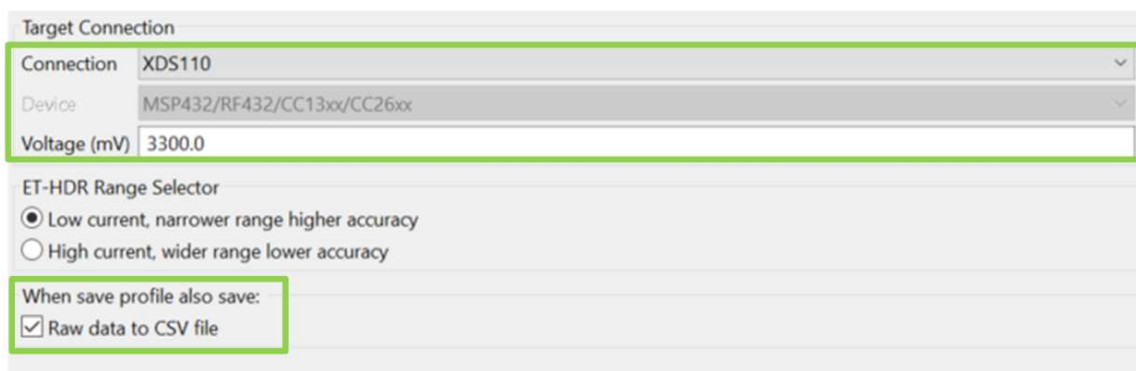 Target Connection
Connection XDS110
Device MSP432/RF432/CC13xx/CC26xx
Voltage (mV) 3300.0
ET-HDR Range Selector
Low current, narrower range higher accuracy
High current, wider range lower accuracy
When save profile also save:
Raw data to CSV file